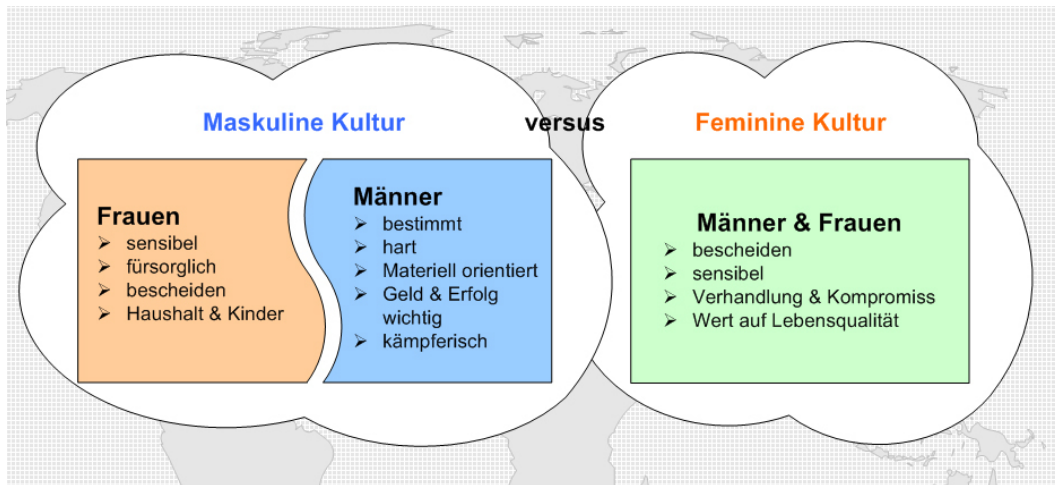 Maskuline Kultur versus Feminine Kultur
Frauen
➢ sensibel
➢ fürsorglich
➢ bescheiden
➢ Haushalt & Kinder
Männer
➢ bestimmt
➢ hart
➢ Materiell orientiert
➢ Geld & Erfolg
wichtig
➢ kämpferisch
Männer & Frauen
➢ bescheiden
➢ sensibel
➢ Verhandlung & Kompromiss
➢ Wert auf Lebensqualität